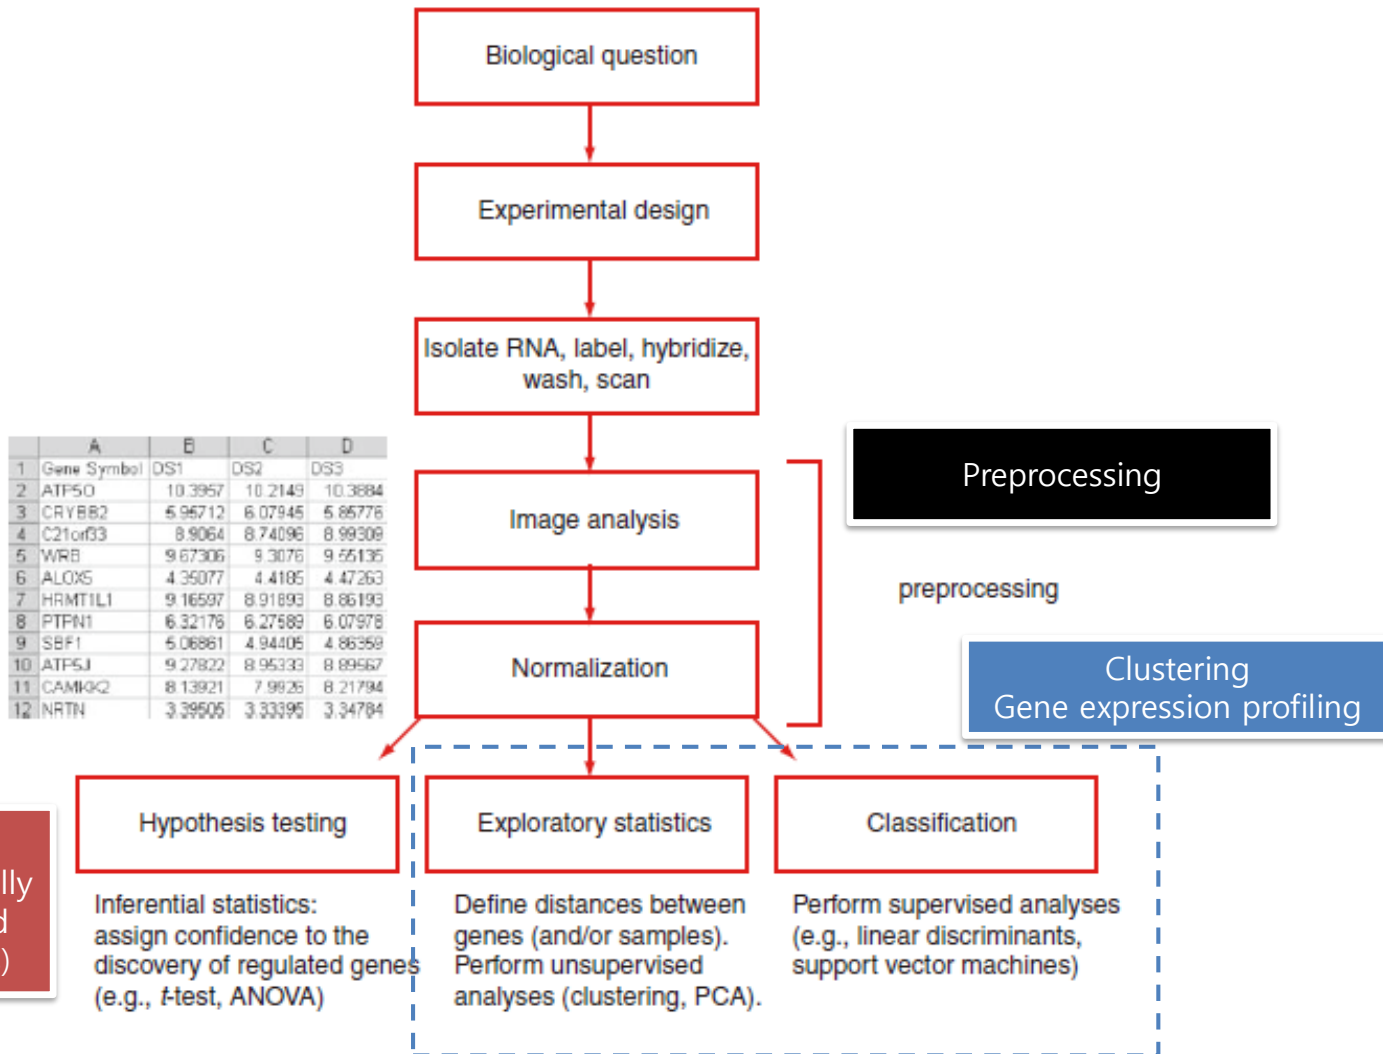 Biological question
Experimental design
Isolate RNA, label, hybridize,
wash, scan
A B C D
1 Gene Symbol DS1 DS2 DS3
2 ATP5O 10.3957 10.2149 10.3884
3 CRYBB2 5.95712 6.07945 5.85776
4 C21orf33 8.9064 8.74096 8.99309
5 WRB 9.67306 9.3076 9.55135
6 ALOX5 4.35077 4.4185 4.47263
7 HRMT1L1 9.16597 8.91893 8.86193
8 PTPN1 6.32176 6.27589 6.07978
9 SBF1 5.06861 4.94405 4.86359
10 ATP5J 9.27822 8.95333 8.89567
11 CAMKK2 8.13921 7.9926 8.21794
12 NRTN 3.39505 3.33395 3.34784
Image analysis
Normalization
Preprocessing
preprocessing
Clustering
Gene expression profiling
lly
d
)
Hypothesis testing
Inferential statistics:
assign confidence to the
discovery of regulated genes
(e.g., t-test, ANOVA)
Exploratory statistics
Define distances between
genes (and/or samples).
Perform unsupervised
analyses (clustering, PCA).
Classification
Perform supervised analyses
(e.g., linear discriminants,
support vector machines)